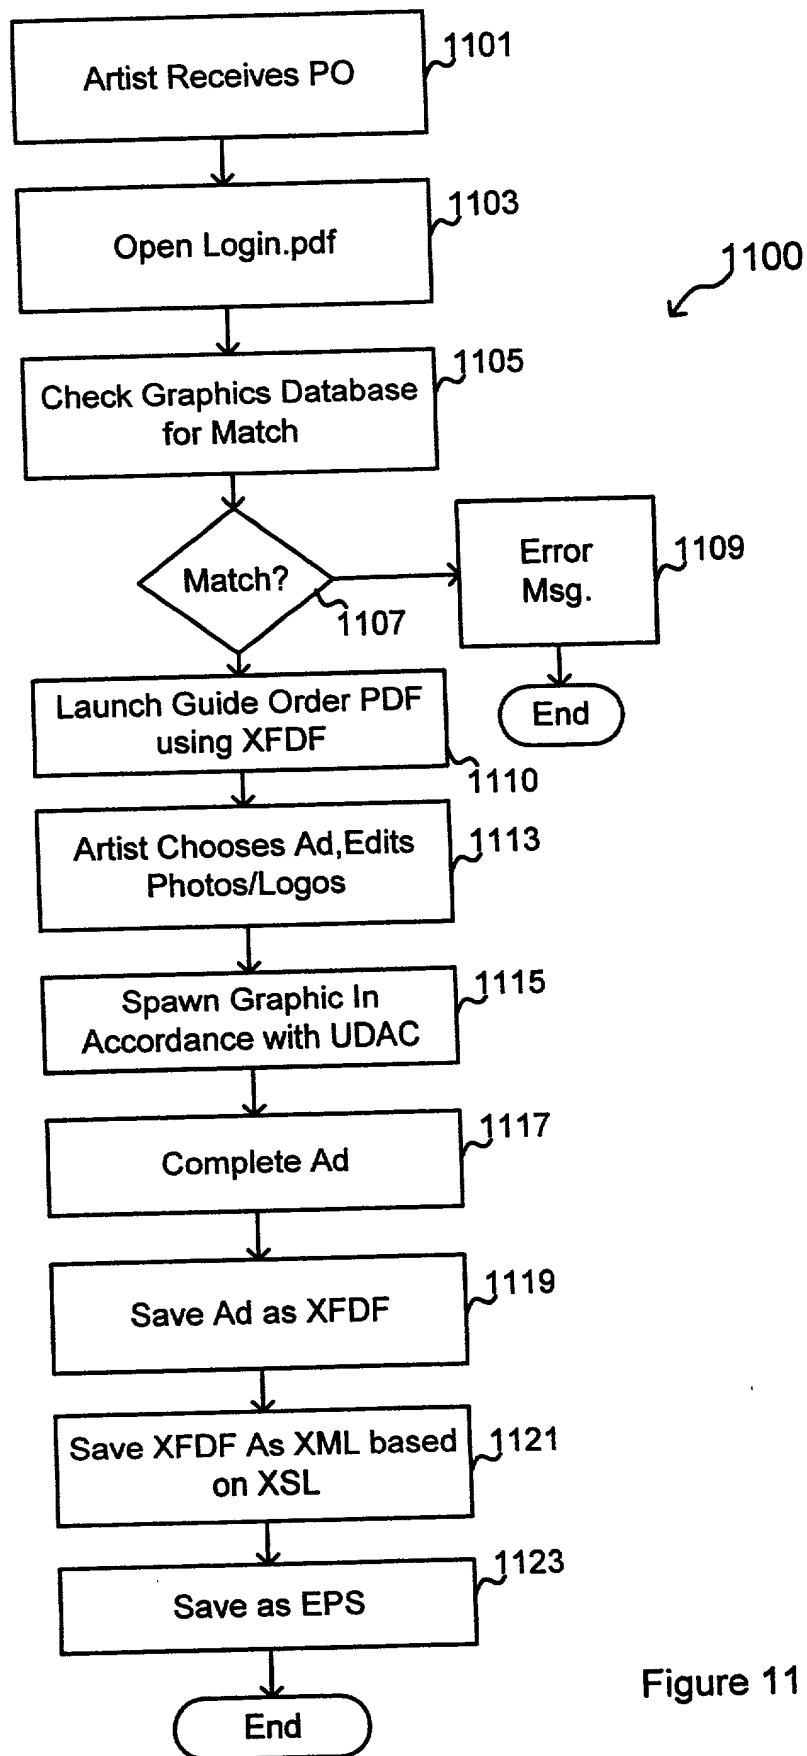 Artist Receives PO
1101
Open Login.pdf
1103
1100
Check Graphics Database
for Match
1105
Match?
1107
Error
Msg.
1109
End
Launch Guide Order PDF
using XFDF
1110
Artist Chooses Ad,Edits
Photos/Logos
1113
Spawn Graphic In
Accordance with UDAC
1115
Complete Ad
1117
Save Ad as XFDF
1119
Save XFDF As XML based
on XSL
1121
Save as EPS
1123
End
Figure 11